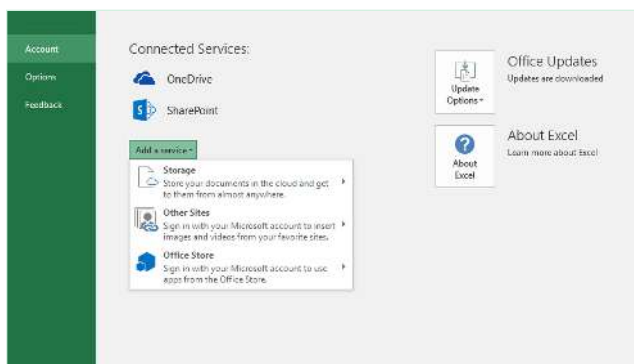 Account
Options
Feedback
Connected Services:
OneDrive
SharePoint
Add a service
Storage
Store your documents in the cloud and get
to them from almost anywhere.
Other Sites
Sign in with your Microsoft account to insert
images and videos from your favorite sites.
Office Store
Sign in with your Microsoft account to use
apps from the Office Store.
Update
Options
Office Updates
Updates are downloaded
About
Excel
About Excel
Learn more about Excel